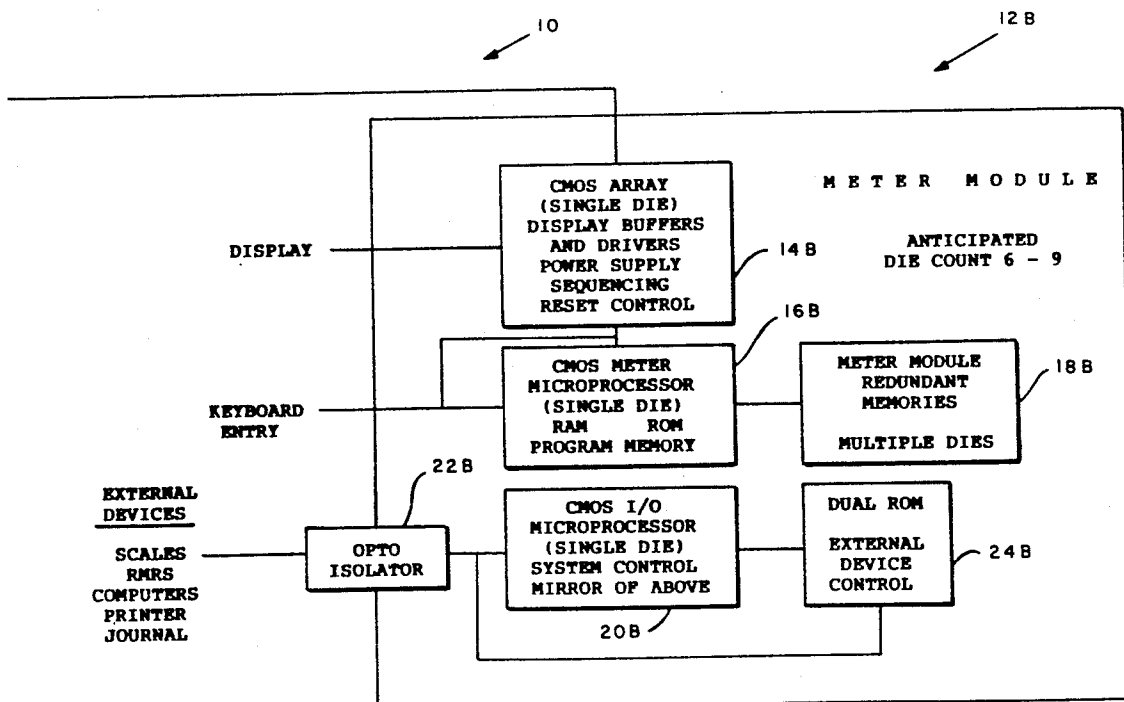 10
12B
CMOS ARRAY
(SINGLE DIE)
DISPLAY BUFFERS
AND DRIVERS
POWER SUPPLY
SEQUENCING
RESET CONTROL
METER MODULE
ANTICIPATED
DIE COUNT 6 - 9
DISPLAY
14B
16B
CMOS METER
MICROPROCESSOR
(SINGLE DIE)
RAM ROM
PROGRAM MEMORY
METER MODULE
REDUNDANT
MEMORIES
MULTIPLE DIES
18B
KEYBOARD
ENTRY
22B
EXTERNAL
DEVICES
SCALES
RMRS
COMPUTERS
PRINTER
JOURNAL
OPTO
ISOLATOR
CMOS I/O
MICROPROCESSOR
(SINGLE DIE)
SYSTEM CONTROL
MIRROR OF ABOVE
20B
DUAL ROM
EXTERNAL
DEVICE
CONTROL
24B